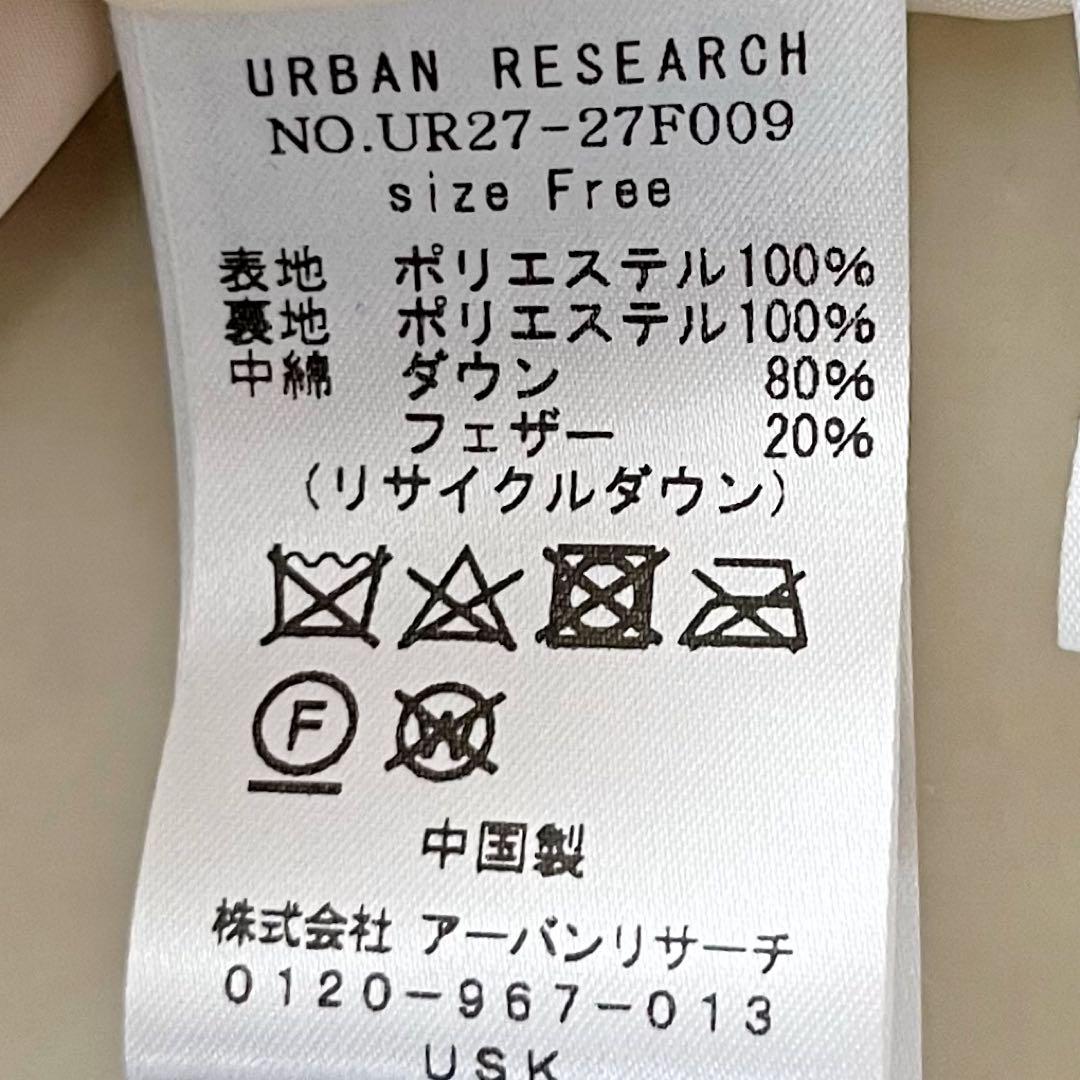 URBAN RESEARCH
NO.UR27-27F009
size Free
表地 ポリエステル100%
裏地 ポリエステル100%
中綿 ダウン 80%
フェザー 20%
(リサイクルダウン)
F
W
中国製
株式会社 アーバンリサーチ
0120-967-013
USK